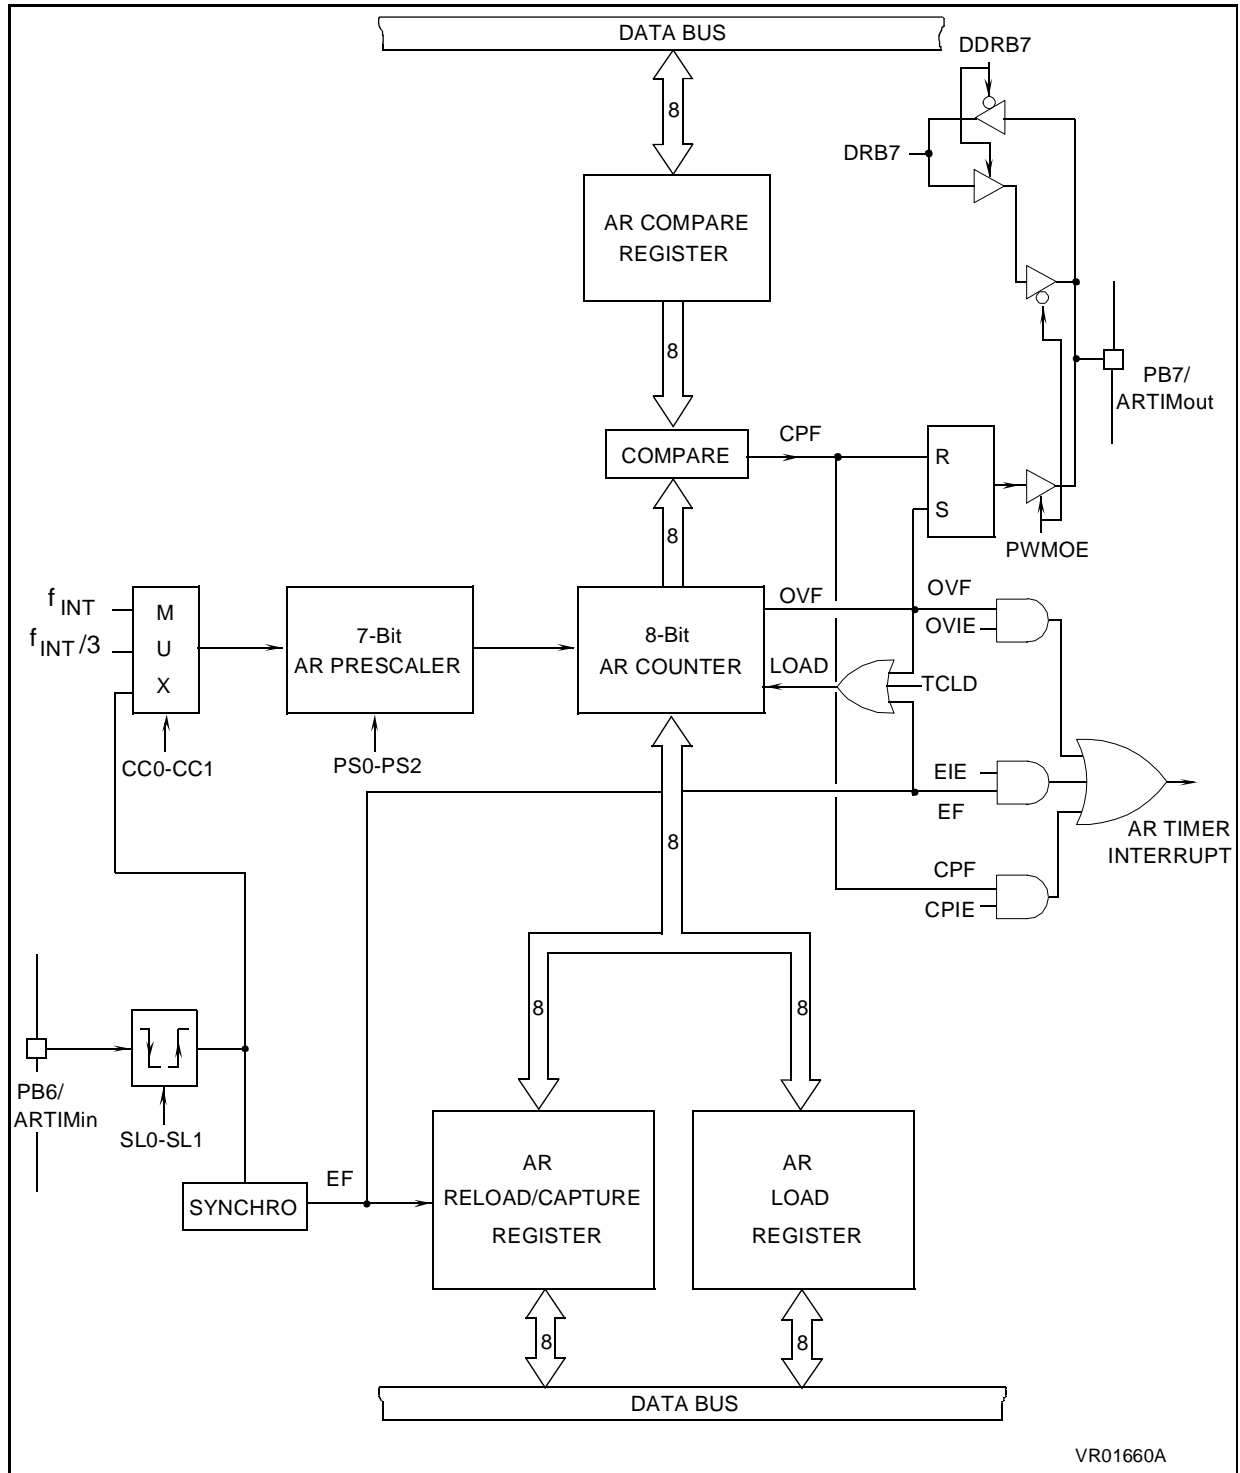 DATA BUS
DDRB7
8
DRB7
AR COMPARE
REGISTER
8
PB7/
ARTIMout
CPF
COMPARE
R
S
8
PWMOE
f INT
f INT /3
M
U
X
7-Bit
AR PRESCALER
8-Bit
AR COUNTER
OVF
OVF
OVIE
LOAD
TCLD
CC0-CC1
PS0-PS2
EIE
EF
AR TIMER
INTERRUPT
8
CPF
CPIE
8
8
PB6/
ARTIMin
SL0-SL1
SYNCHRO
EF
AR
RELOAD/CAPTURE
REGISTER
AR
LOAD
REGISTER
8
8
DATA BUS
VR01660A